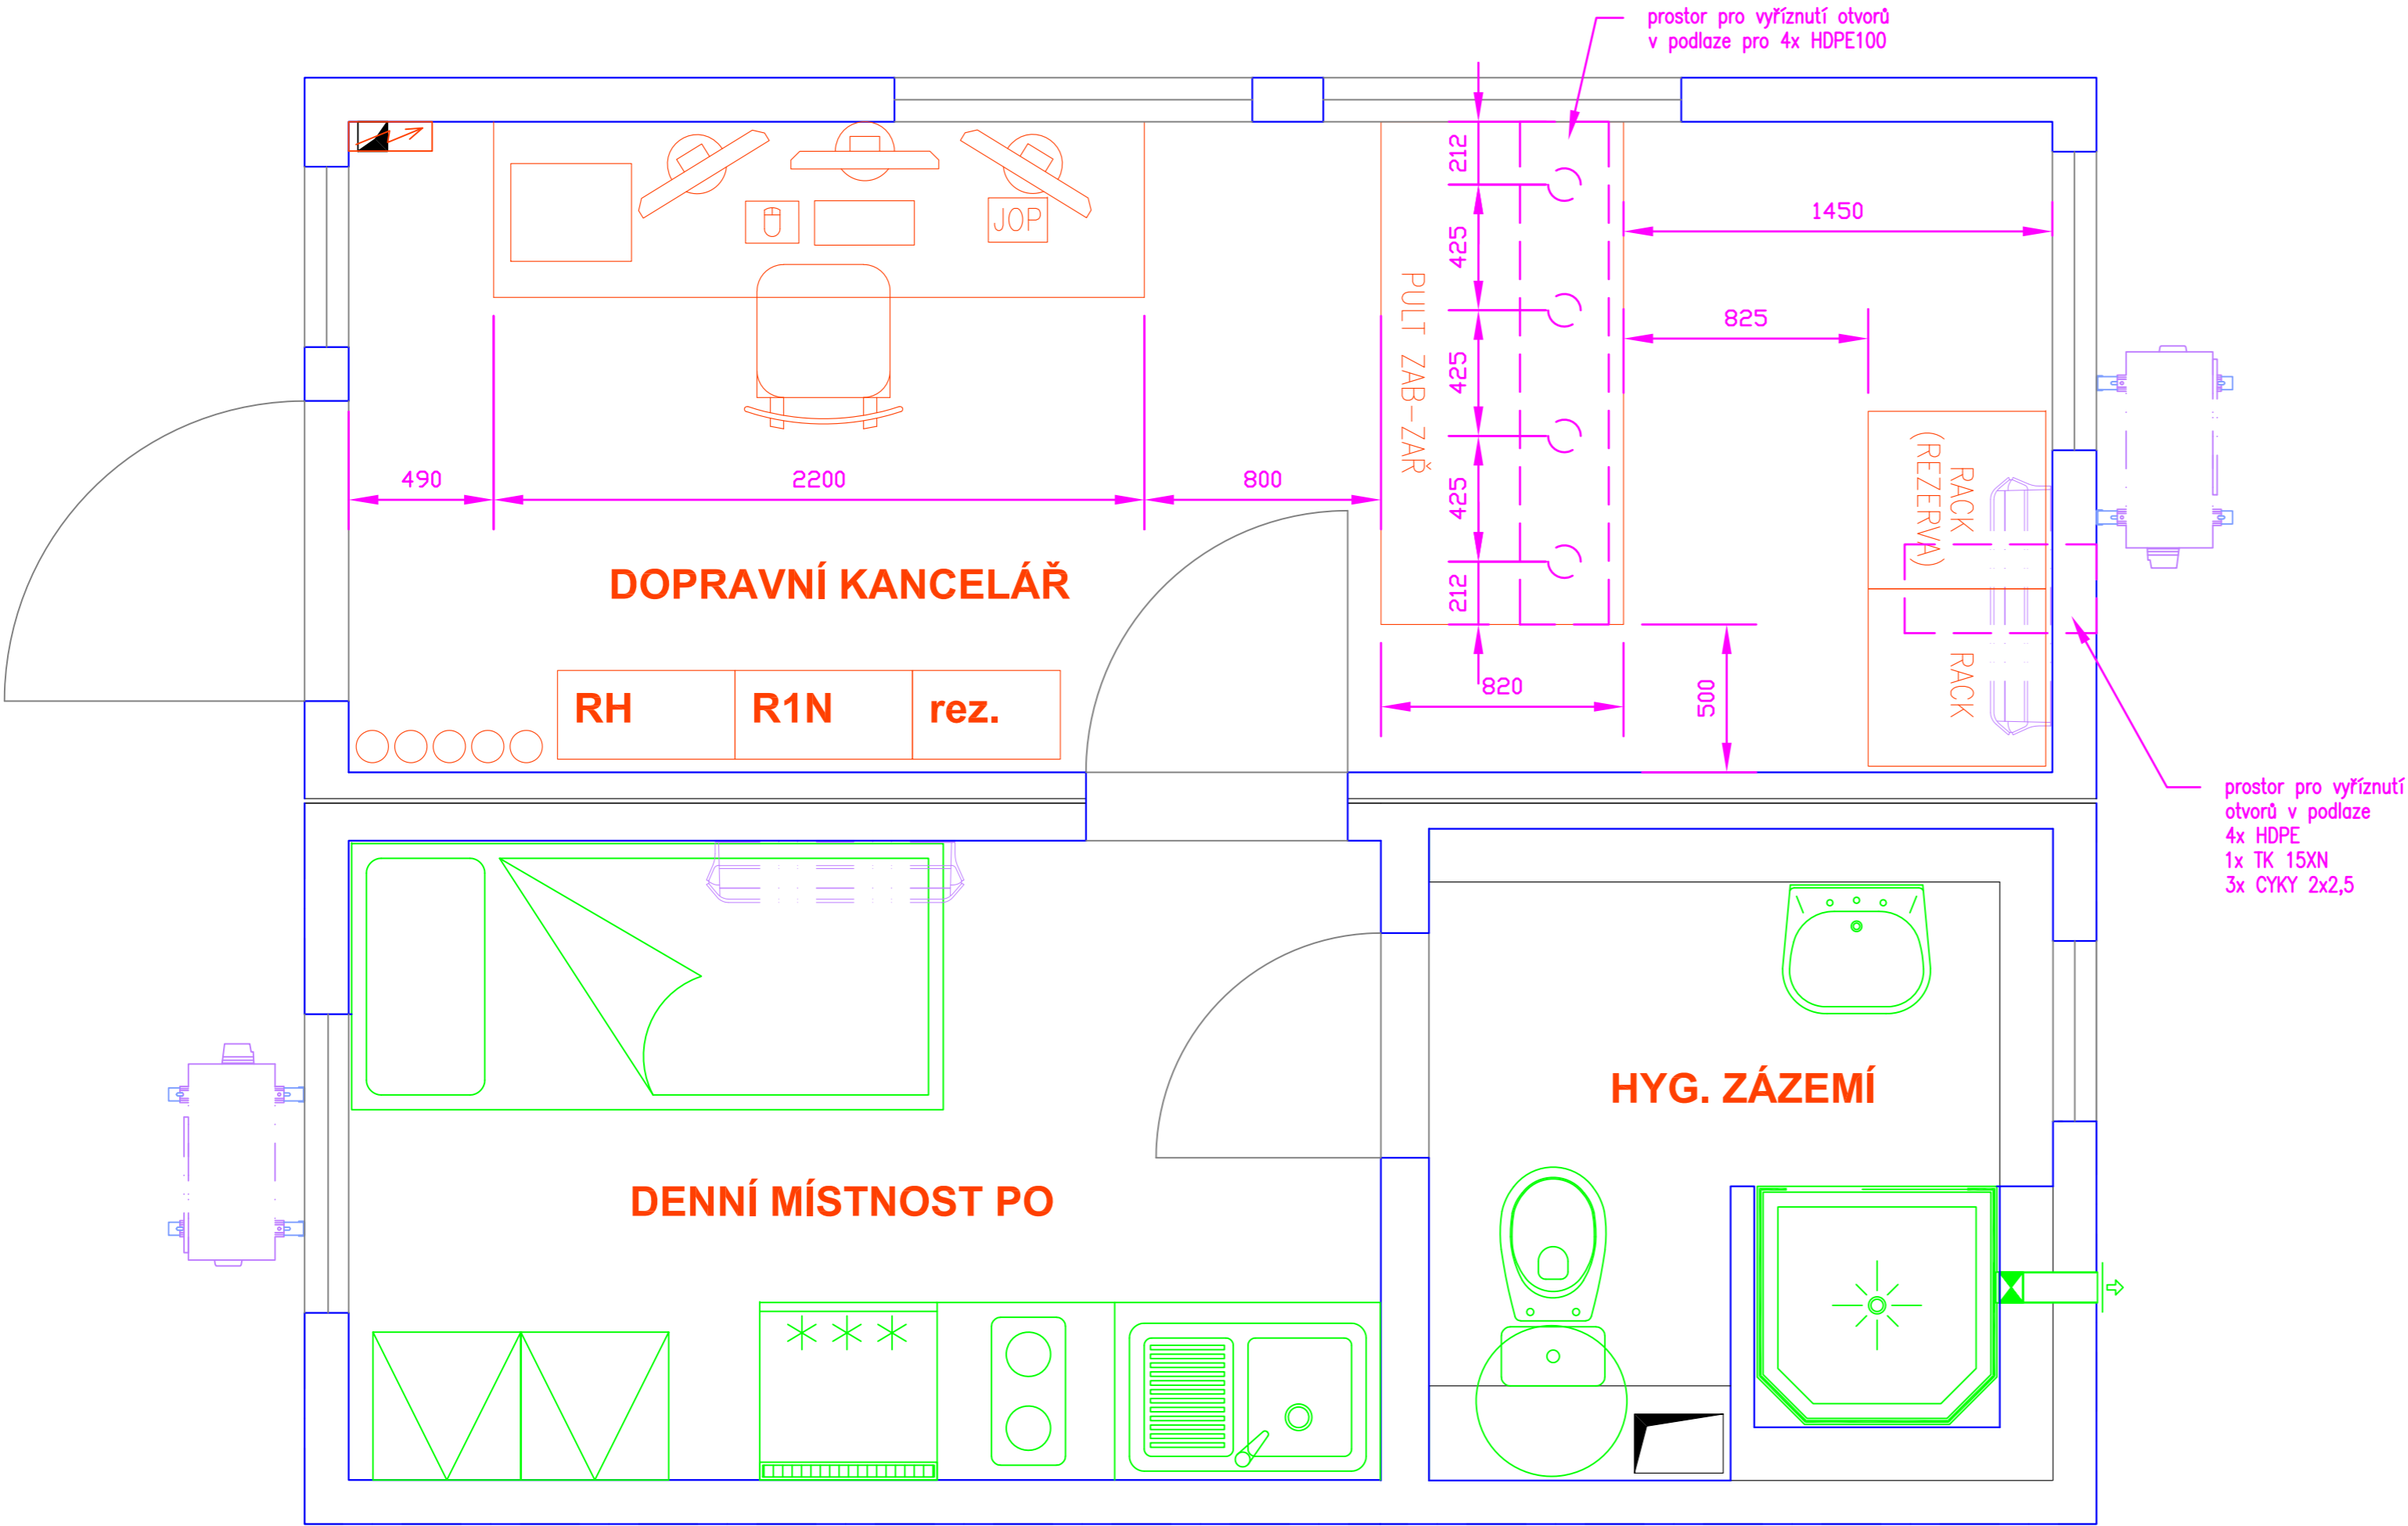 prostor pro vyříznutí otvorů
v podlaze pro 4x HDPE100
212
425
425
425
212
1450
825
JOP
PULT ZAB-ZAŘ
490
2200
800
RACK
(REZERVA)
RACK
DOPRAVNÍ KANCELÁŘ
820
500
RH
R1N
rez.
prostor pro vyříznutí
otvorů v podlaze
4x HDPE
1x TK 15XN
3x CYKY 2x2,5
HYG. ZÁZEMÍ
DENNÍ MÍSTNOST PO